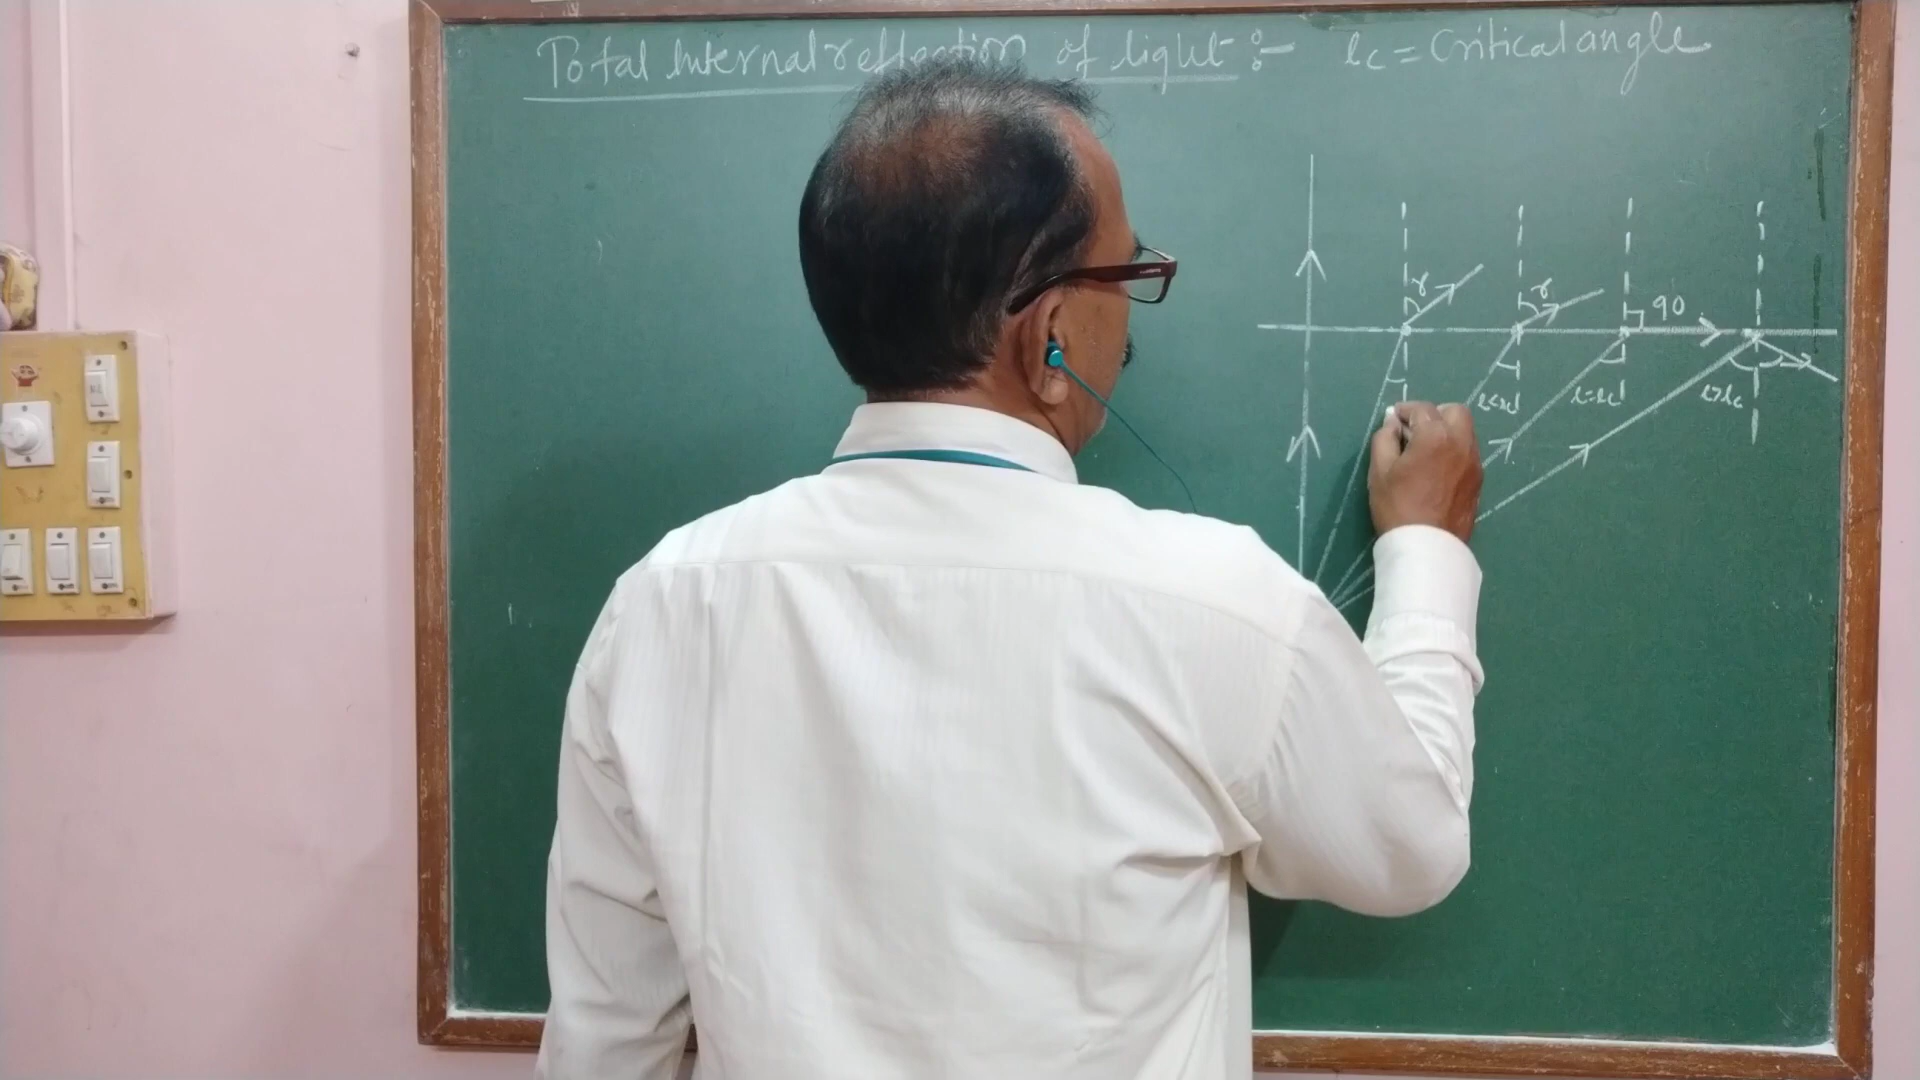 Total Internal reflection of light :- ic = Critical angle
r r 90
i<ic i=ic i>ic